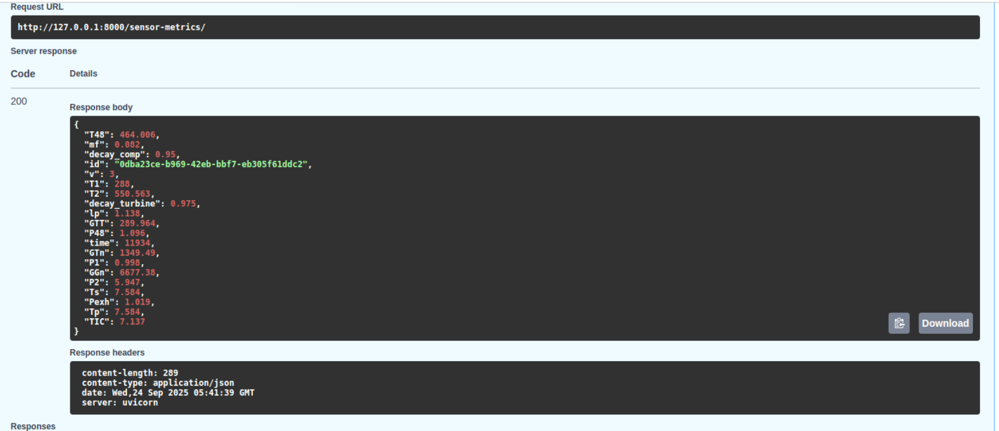 Request URL
http://127.0.0.1:8000/sensor-metrics/
Server response
Code Details
200
Response body
{
  "T48": 464.006,
  "mf": 0.082,
  "decay_comp": 0.95,
  "id": "0dba23ce-b969-42eb-bbf7-eb305f61ddc2",
  "v": 3,
  "T1": 288,
  "T2": 550.563,
  "decay_turbine": 0.975,
  "lp": 1.138,
  "GTT": 289.964,
  "P48": 1.096,
  "time": 11934,
  "GTn": 1349.49,
  "P1": 0.998,
  "GGn": 6677.38,
  "P2": 5.947,
  "Ts": 7.584,
  "Pexh": 1.019,
  "Tp": 7.584,
  "TIC": 7.137
}
Download
Response headers
content-length: 289
content-type: application/json
date: Wed,24 Sep 2025 05:41:39 GMT
server: uvicorn
Responses